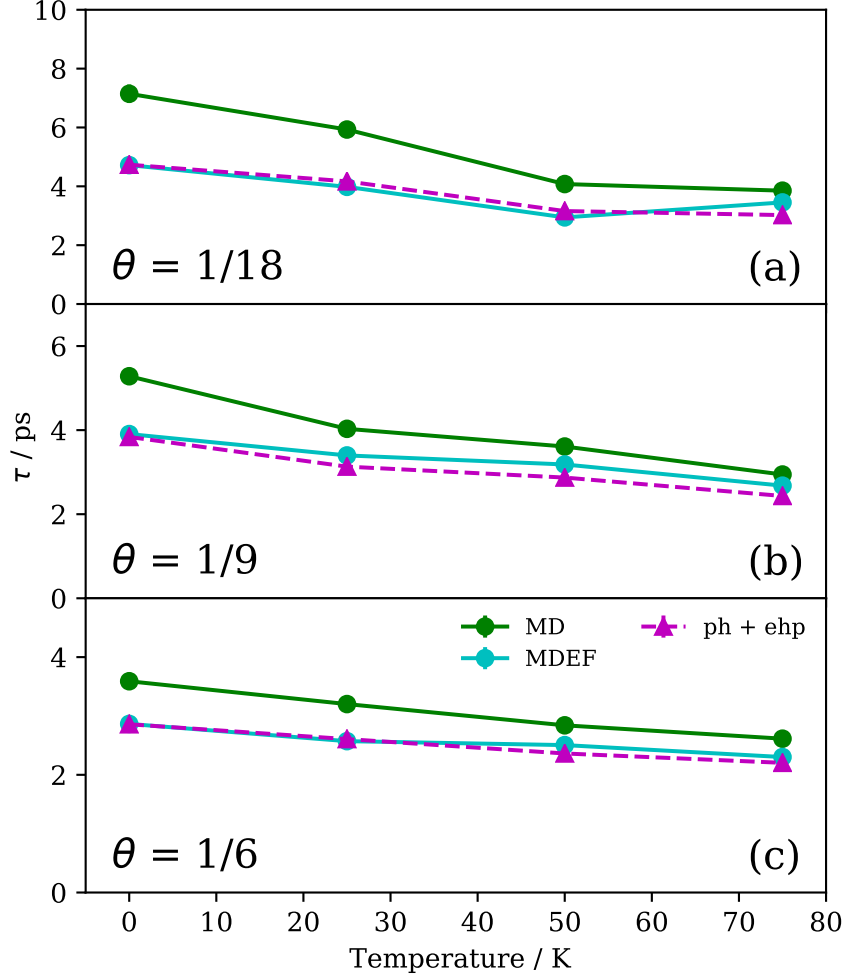 10
8
6
4
2
0
θ = 1/18
(a)
6
4
2
0
τ / ps
θ = 1/9
(b)
MD
MDEF
ph + ehp
4
2
0
θ = 1/6
(c)
0 10 20 30 40 50 60 70 80
Temperature / K